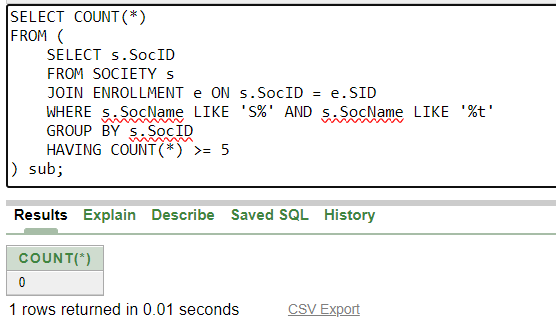 SELECT COUNT(*)
FROM (
    SELECT s.SocID
    FROM SOCIETY s
    JOIN ENROLLMENT e ON s.SocID = e.SID
    WHERE s.SocName LIKE 'S%' AND s.SocName LIKE '%t'
    GROUP BY s.SocID
    HAVING COUNT(*) >= 5
) sub;
Results Explain Describe Saved SQL History
COUNT(*)
0
1 rows returned in 0.01 seconds CSV Export